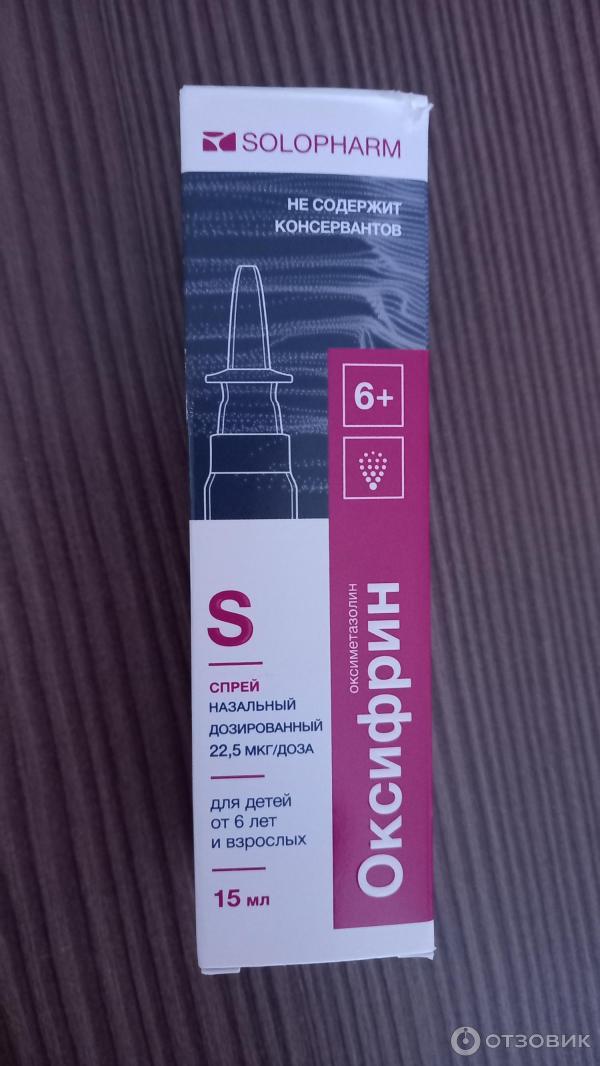 SOLOPHARM
НЕ СОДЕРЖИТ
КОНСЕРВАНТОВ
6+
оксиметазолин
Оксифрин
S
СПРЕЙ
НАЗАЛЬНЫЙ
ДОЗИРОВАННЫЙ
22,5 МКГ/ДОЗА
для детей
от 6 лет
и взрослых
15 мл
ОТЗОВИК